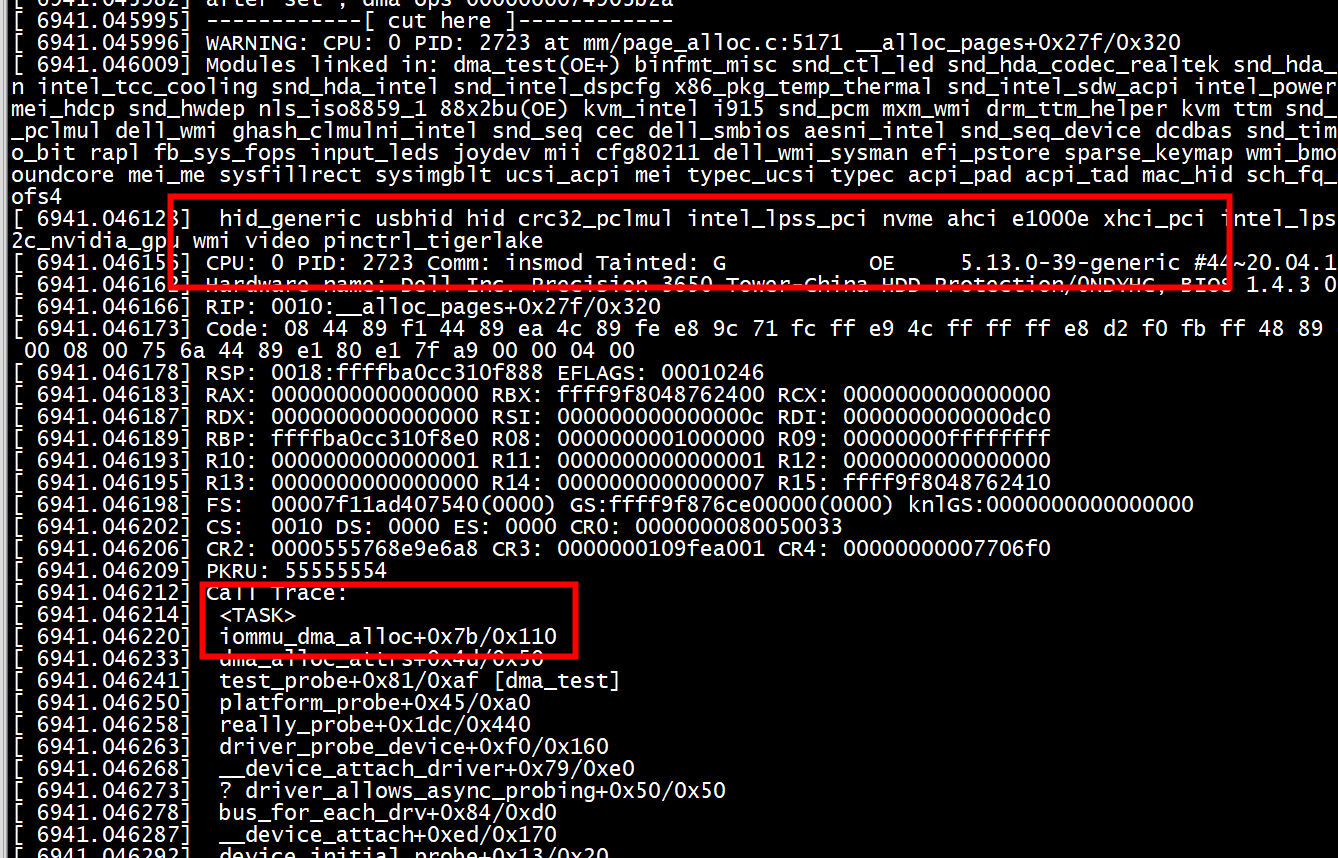 [ 6941.045982] after set , dma ops
[ 6941.045995] ------------[ cut here ]------------
[ 6941.045996] WARNING: CPU: 0 PID: 2723 at mm/page_alloc.c:5171 __alloc_pages+0x27f/0x320
[ 6941.046009] Modules linked in: dma_test(OE+) binfmt_misc snd_ctl_led snd_hda_codec_realtek snd_hda_
n intel_tcc_cooling snd_hda_intel snd_intel_dspcfg x86_pkg_temp_thermal snd_intel_sdw_acpi intel_power
mei_hdcp snd_hwdep nls_iso8859_1 88x2bu(OE) kvm_intel i915 snd_pcm mxm_wmi drm_ttm_helper kvm ttm snd_
_pclmul dell_wmi ghash_clmulni_intel snd_seq cec dell_smbios aesni_intel snd_seq_device dcdbas snd_tim
o_bit rapl fb_sys_fops input_leds joydev mii cfg80211 dell_wmi_sysman efi_pstore sparse_keymap wmi_bmo
oundcore mei_me sysfillrect sysimgblt ucsi_acpi mei typec_ucsi typec acpi_pad acpi_tad mac_hid sch_fq_
ofs4
[ 6941.046123] hid_generic usbhid hid crc32_pclmul intel_lpss_pci nvme ahci e1000e xhci_pci intel_lps
2c_nvidia_gpu wmi video pinctrl_tigerlake
[ 6941.046156] CPU: 0 PID: 2723 Comm: insmod Tainted: G OE 5.13.0-39-generic #44~20.04.1
Hardware name: Dell Inc. Precision 3650 Tower-China HDD Protection/0NDYHG, BIOS 1.4.3 0
[ 6941.046166] RIP: 0010:__alloc_pages+0x27f/0x320
[ 6941.046173] Code: 08 44 89 f1 44 89 ea 4c 89 fe e8 9c 71 fc ff e9 4c ff ff ff e8 d2 f0 fb ff 48 89
00 08 00 75 6a 44 89 e1 80 e1 7f a9 00 00 04 00
[ 6941.046178] RSP: 0018:ffffba0cc310f888 EFLAGS: 00010246
[ 6941.046183] RAX: 0000000000000000 RBX: ffff9f8048762400 RCX: 0000000000000000
[ 6941.046187] RDX: 0000000000000000 RSI: 000000000000000c RDI: 0000000000000dc0
[ 6941.046189] RBP: ffffba0cc310f8e0 R08: 0000000001000000 R09: 00000000ffffffff
[ 6941.046193] R10: 0000000000000001 R11: 0000000000000001 R12: 0000000000000000
[ 6941.046195] R13: 0000000000000000 R14: 0000000000000007 R15: ffff9f8048762410
[ 6941.046198] FS: 00007f11ad407540(0000) GS:ffff9f876ce00000(0000) knlGS:0000000000000000
[ 6941.046202] CS: 0010 DS: 0000 ES: 0000 CR0: 0000000080050033
[ 6941.046206] CR2: 0000555768e9e6a8 CR3: 0000000109fea001 CR4: 00000000007706f0
[ 6941.046209] PKRU: 55555554
[ 6941.046212] Call Trace:
[ 6941.046214] <TASK>
[ 6941.046220] iommu_dma_alloc+0x7b/0x110
[ 6941.046233] dma_alloc_attrs+0x4d/0x50
[ 6941.046241] test_probe+0x81/0xaf [dma_test]
[ 6941.046250] platform_probe+0x45/0xa0
[ 6941.046258] really_probe+0x1dc/0x440
[ 6941.046263] driver_probe_device+0xf0/0x160
[ 6941.046268] __device_attach_driver+0x79/0xe0
[ 6941.046273] ? driver_allows_async_probing+0x50/0x50
[ 6941.046278] bus_for_each_drv+0x84/0xd0
[ 6941.046287] __device_attach+0xed/0x170
[ 6941.046292] device_initial_probe+0x13/0x20